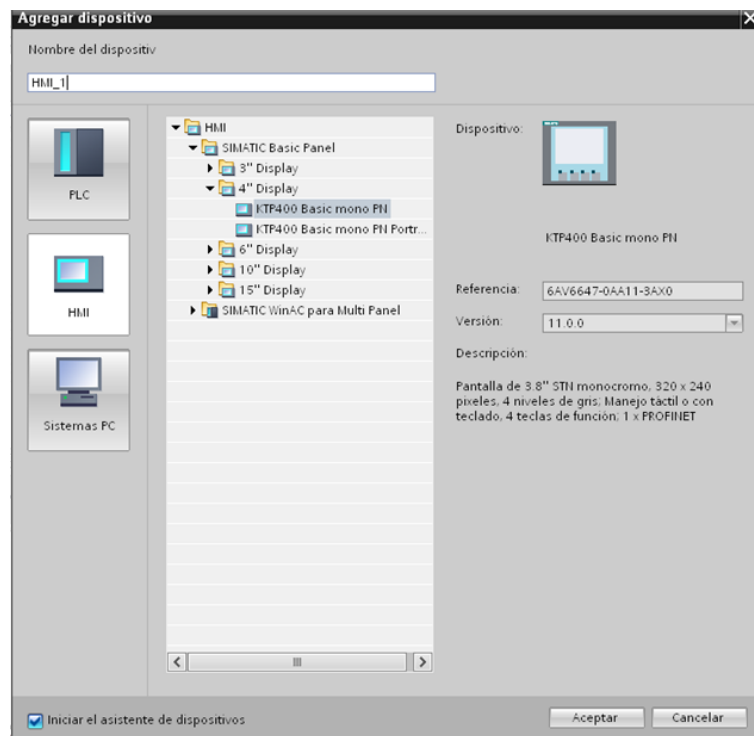 Agregar dispositivo
Nombre del dispositiv
HMI_1
PLC
HMI
Sistemas PC
HMI
SIMATIC Basic Panel
3" Display
4" Display
KTP400 Basic mono PN
KTP400 Basic mono PN Portr...
6" Display
10" Display
15" Display
SIMATIC WinAC para Multi Panel
Dispositivo:
KTP400 Basic mono PN
Referencia: 6AV6647-0AA11-3AX0
Versión: 11.0.0
Descripción:
Pantalla de 3.8" STN monocromo, 320 x 240
pixeles, 4 niveles de gris; Manejo táctil o con
teclado, 4 teclas de función; 1 x PROFINET
Iniciar el asistente de dispositivos
Aceptar Cancelar